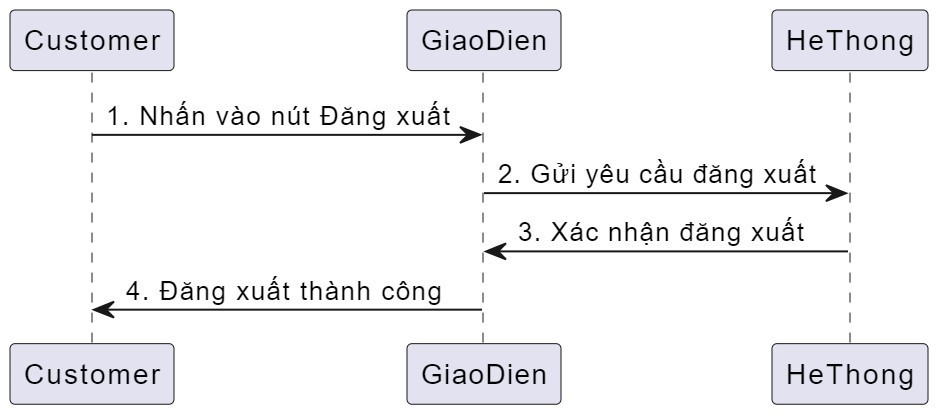 Customer GiaoDien HeThong
1. Nhấn vào nút Đăng xuất
2. Gửi yêu cầu đăng xuất
3. Xác nhận đăng xuất
4. Đăng xuất thành công
Customer GiaoDien HeThong